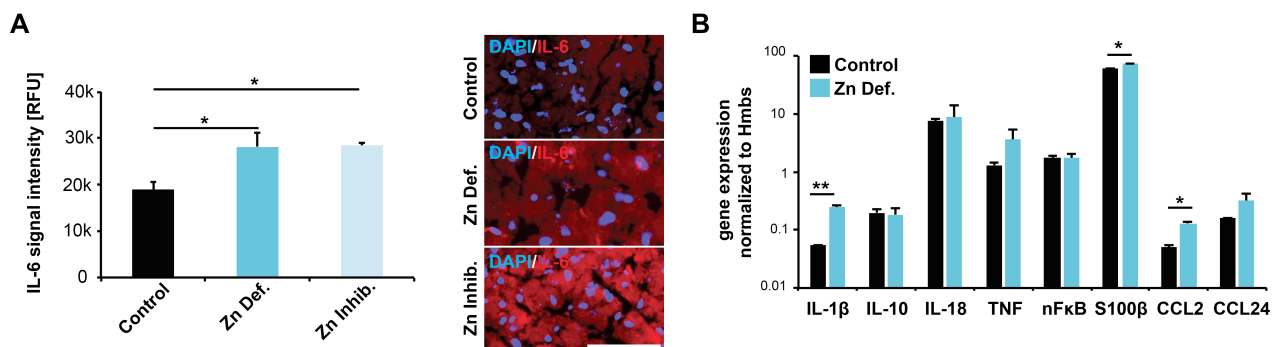 A
IL-6 signal intensity [RFU]
40k
30k
20k
10k
0
*
*
Control
Zn Def.
Zn Inhib.
Control
DAPI/IL-6
Zn Def.
DAPI/IL-6
Zn Inhib.
DAPI/IL-6
B
gene expression
normalized to Hmbs
100
10
1
0.1
0.01
Control
Zn Def.
**
*
*
IL-1β IL-10 IL-18 TNF nFκB S100β CCL2 CCL24